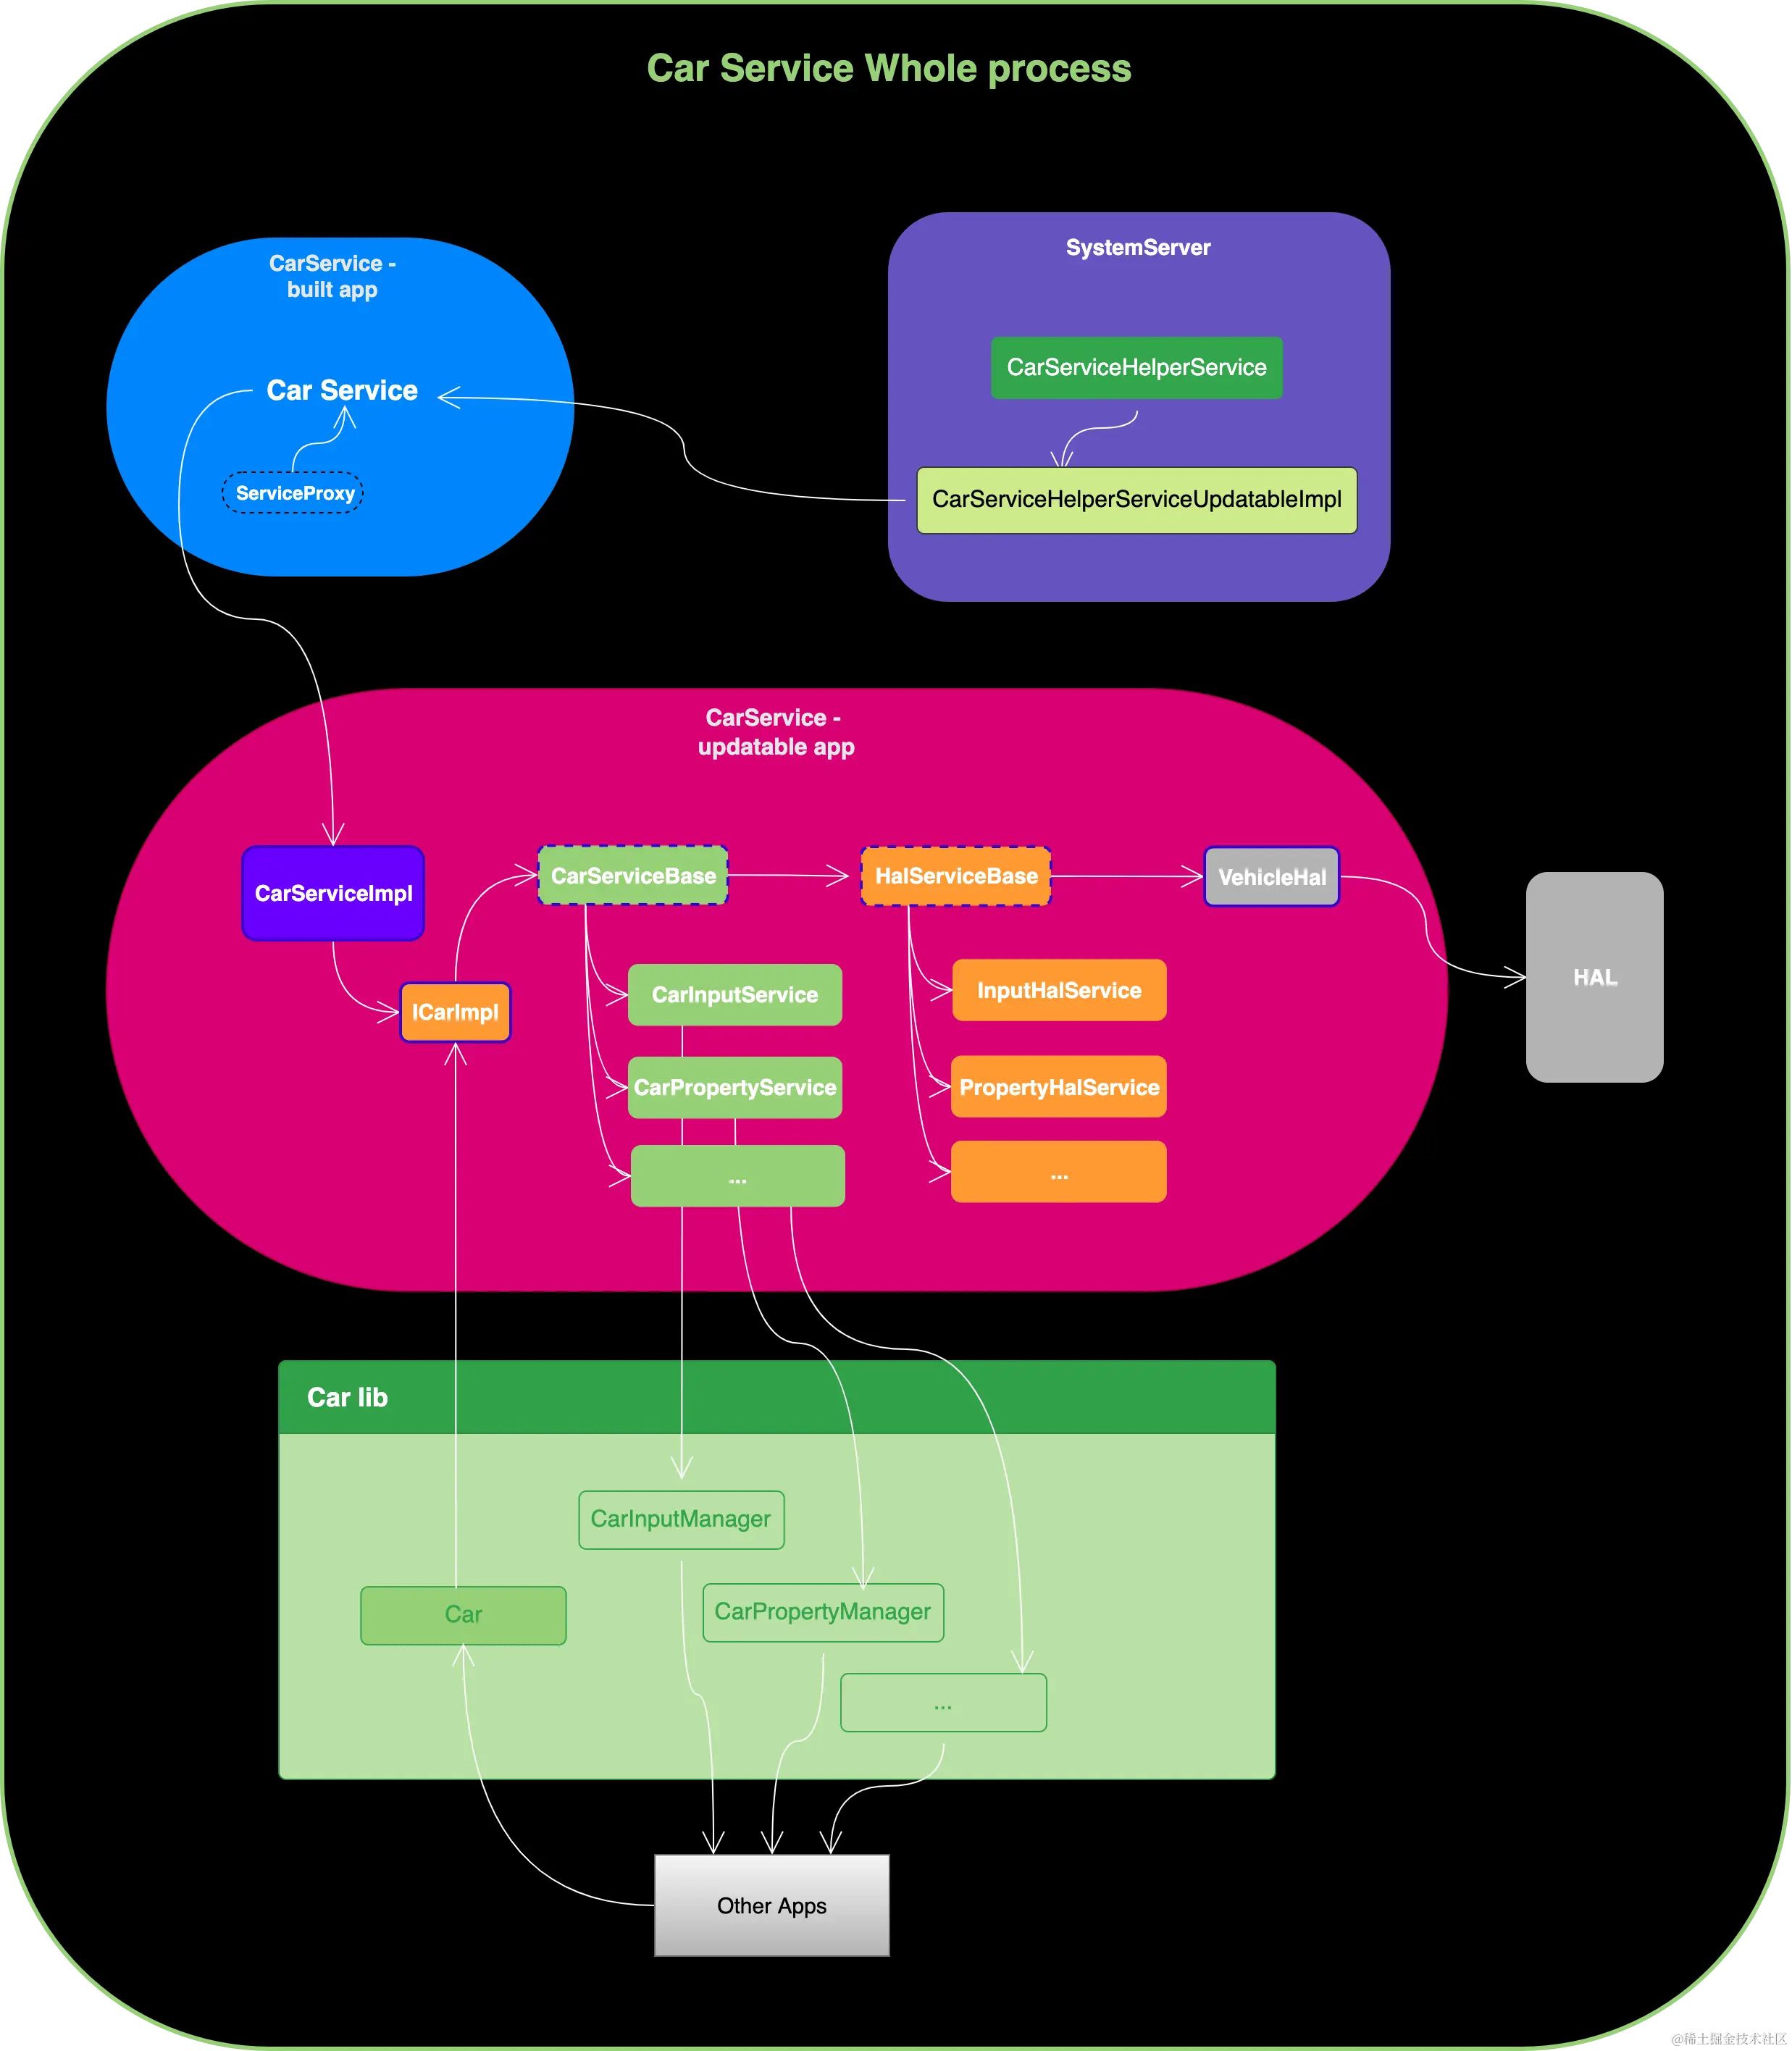 Car Service Whole process
CarService -
built app
Car Service
ServiceProxy
SystemServer
CarServiceHelperService
CarServiceHelperServiceUpdatableImpl
CarService -
updatable app
CarServiceImpl
ICarImpl
CarServiceBase
HalServiceBase
VehicleHal
HAL
CarInputService
InputHalService
CarPropertyService
PropertyHalService
...
...
Car lib
CarInputManager
Car
CarPropertyManager
...
Other Apps
@稀土掘金技术社区